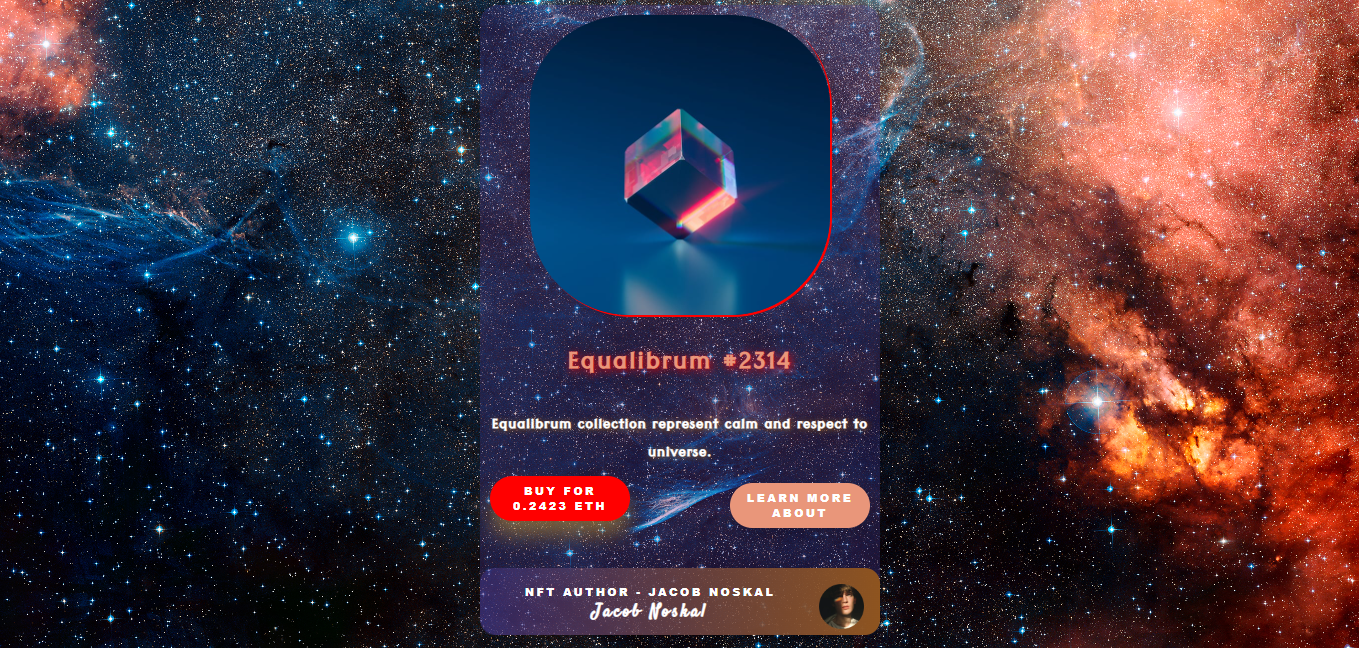 Equalibrum #2314
Equalibrum collection represent calm and respect to
universe.
BUY FOR
0.2423 ETH
LEARN MORE
ABOUT
NFT AUTHOR - JACOB NOSKAL
Jacob Noskal